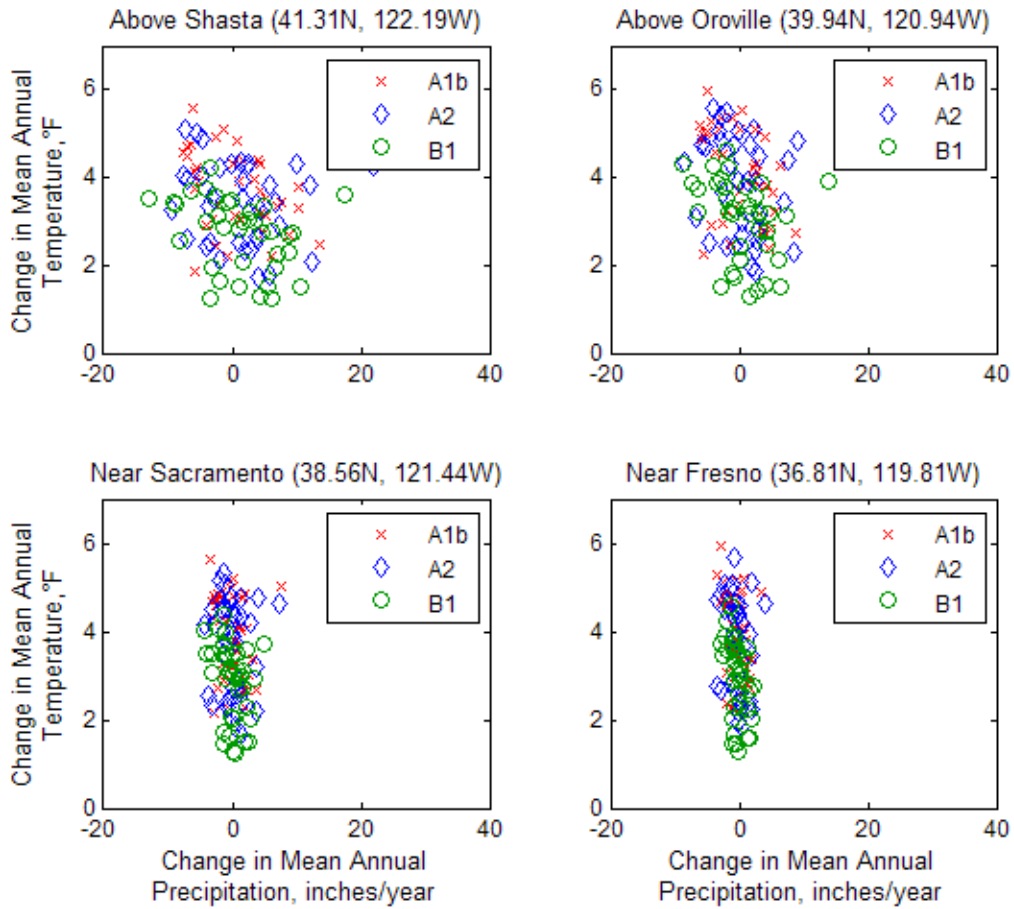 Above Shasta (41.31N, 122.19W)
Change in Mean Annual
Temperature,°F
6
4
2
0
-20
0
20
40
A1b
A2
B1
Above Oroville (39.94N, 120.94W)
6
4
2
0
-20
0
20
40
A1b
A2
B1
Near Sacramento (38.56N, 121.44W)
Change in Mean Annual
Temperature,°F
6
4
2
0
-20
0
20
40
A1b
A2
B1
Change in Mean Annual
Precipitation, inches/year
Near Fresno (36.81N, 119.81W)
6
4
2
0
-20
0
20
40
A1b
A2
B1
Change in Mean Annual
Precipitation, inches/year